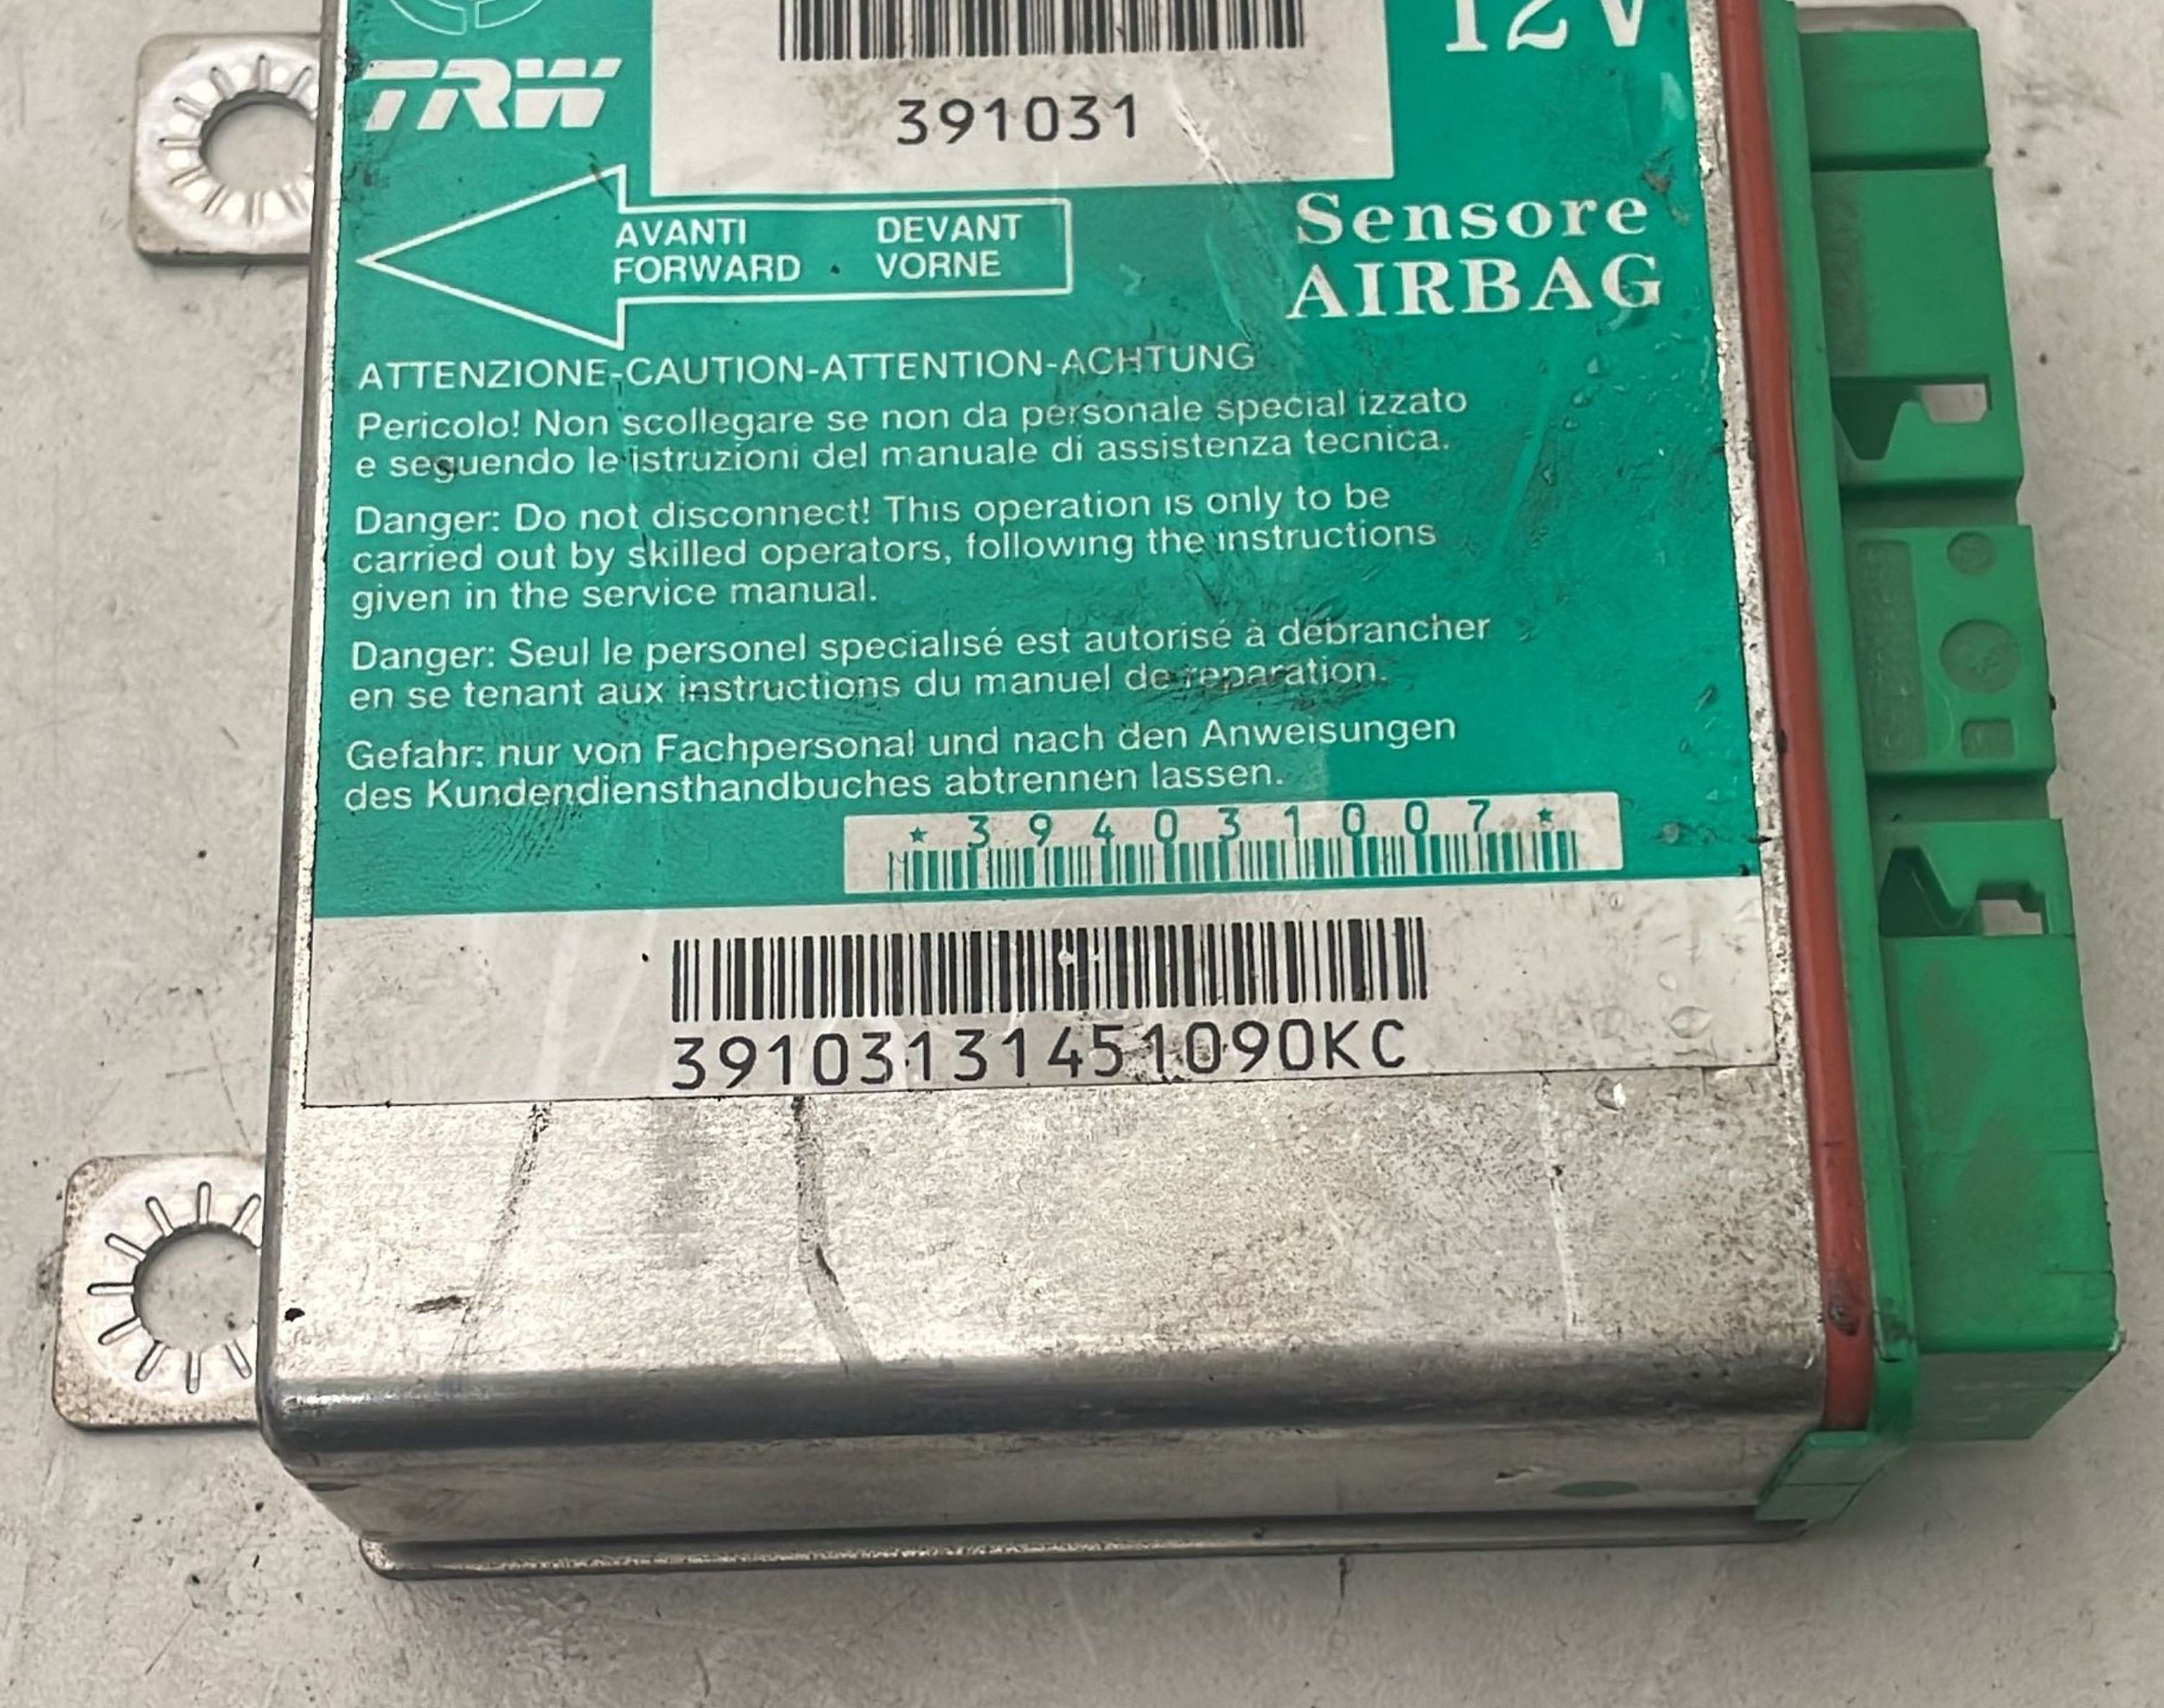 12V
TRW
391031
AVANTI DEVANT
FORWARD VORNE
Sensore
AIRBAG
ATTENZIONE-CAUTION-ATTENTION-ACHTUNG
Pericolo! Non scollegare se non da personale special izzato
e seguendo le istruzioni del manuale di assistenza tecnica.
Danger: Do not disconnect! This operation is only to be
carried out by skilled operators, following the instructions
given in the service manual.
Danger: Seul le personel specialisé est autorisé à debrancher
en se tenant aux instructions du manuel de reparation.
Gefahr: nur von Fachpersonal und nach den Anweisungen
des Kundendiensthandbuches abtrennen lassen.
* 394031007 *
39103131451090KC